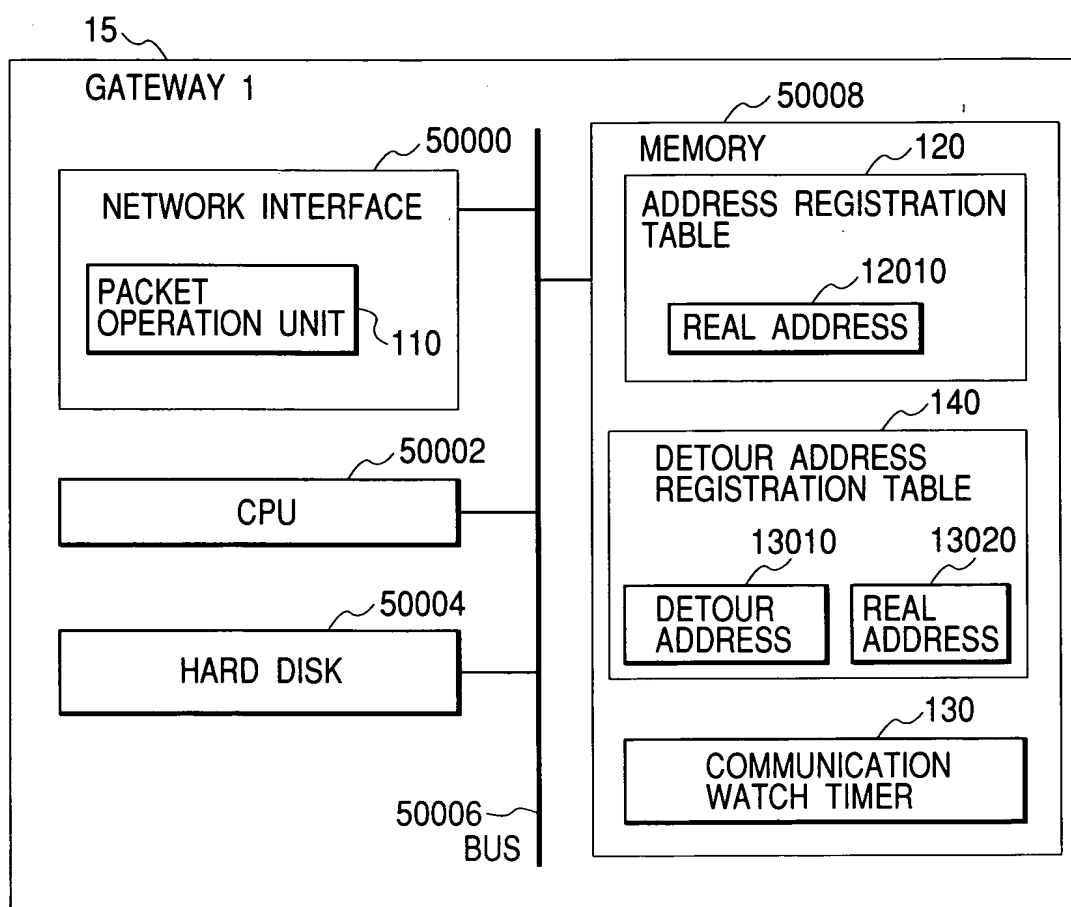 15
GATEWAY 1
50000
NETWORK INTERFACE
PACKET
OPERATION UNIT
110
50002
CPU
50004
HARD DISK
50006
BUS
50008
MEMORY
120
ADDRESS REGISTRATION
TABLE
12010
REAL ADDRESS
140
DETOUR ADDRESS
REGISTRATION TABLE
13010
DETOUR
ADDRESS
13020
REAL
ADDRESS
130
COMMUNICATION
WATCH TIMER